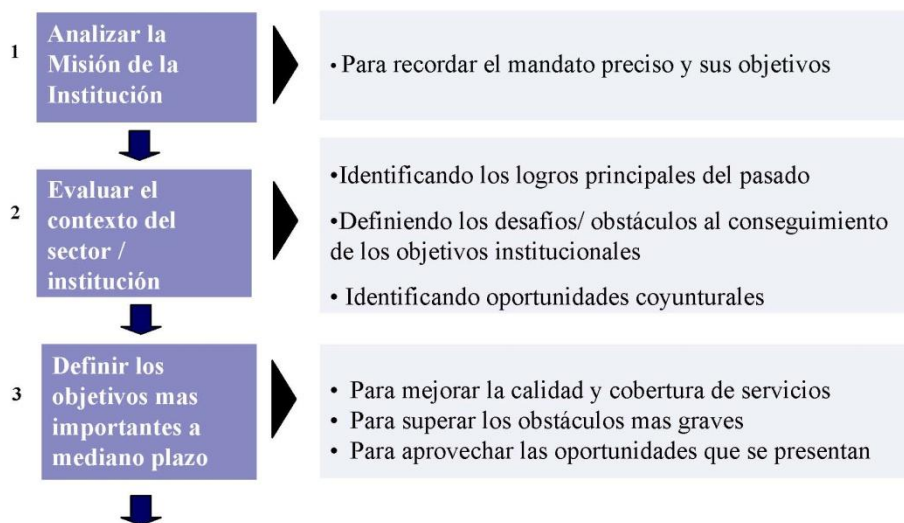 1
Analizar la
Misión de la
Institución
• Para recordar el mandato preciso y sus objetivos
2
Evaluar el
contexto del
sector /
institución
•Identificando los logros principales del pasado
•Definiendo los desafíos/ obstáculos al conseguimiento
de los objetivos institucionales
• Identificando oportunidades coyunturales
3
Definir los
objetivos mas
importantes a
mediano plazo
• Para mejorar la calidad y cobertura de servicios
• Para superar los obstáculos mas graves
• Para aprovechar las oportunidades que se presentan